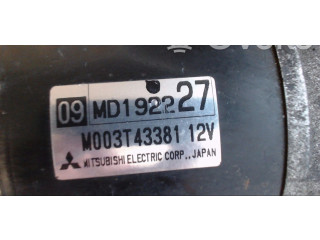 09 MD192227
M003T43381 12V
MITSUBISHI ELECTRIC CORP., JAPAN